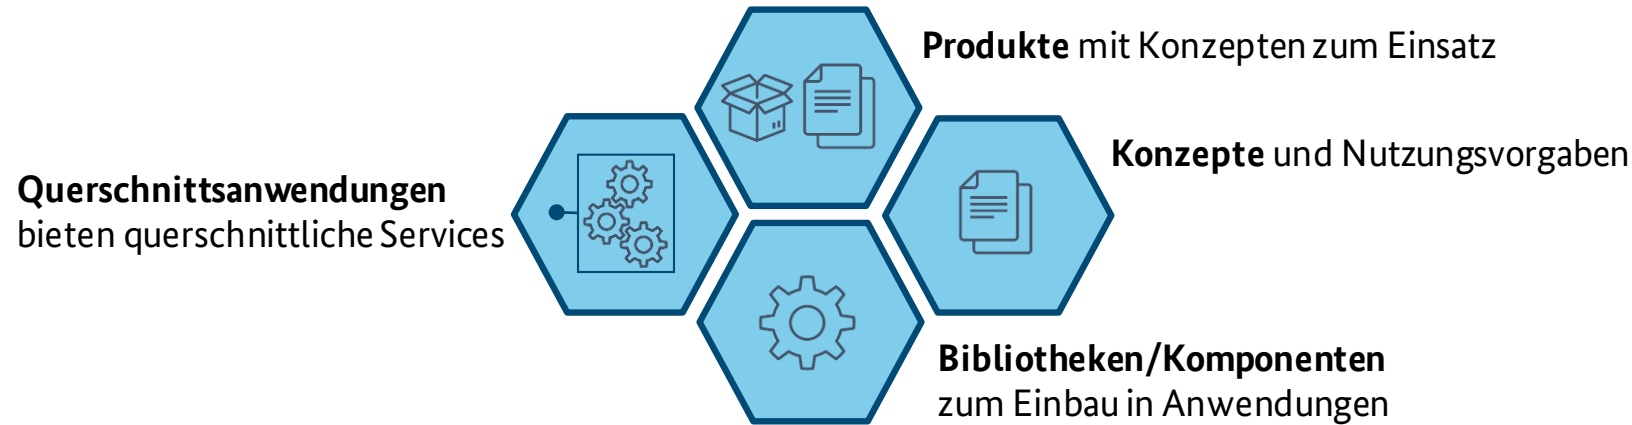 Produkte mit Konzepten zum Einsatz
Konzepte und Nutzungsvorgaben
Querschnittsanwendungen
bieten querschnittliche Services
Bibliotheken/Komponenten
zum Einbau in Anwendungen